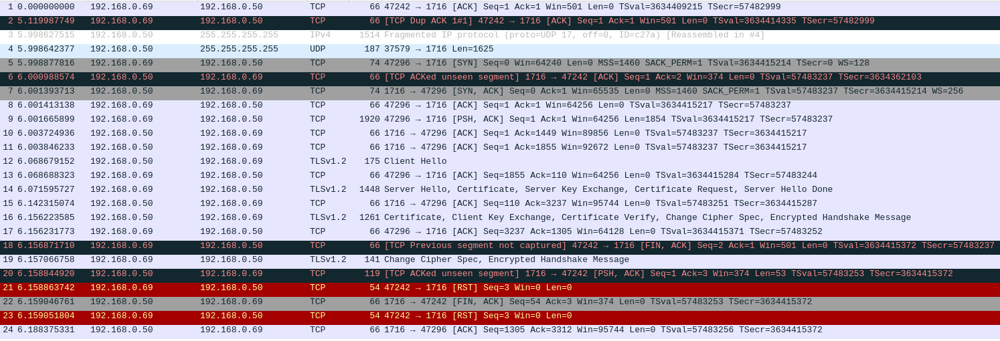 1 0.000000000 192.168.0.69 192.168.0.50 TCP 66 47242 → 1716 [ACK] Seq=1 Ack=1 Win=501 Len=0 TSval=3634409215 TSecr=57482999
2 5.119987749 192.168.0.69 192.168.0.50 TCP 66 [TCP Dup ACK 1#1] 47242 → 1716 [ACK] Seq=1 Ack=1 Win=501 Len=0 TSval=3634414335 TSecr=57482999
3 5.998627515 192.168.0.50 255.255.255.255 IPv4 1514 Fragmented IP protocol (proto=UDP 17, off=0, ID=c27a) [Reassembled in #4]
4 5.998642377 192.168.0.50 255.255.255.255 UDP 187 37579 → 1716 Len=1625
5 5.998877816 192.168.0.69 192.168.0.50 TCP 74 47296 → 1716 [SYN] Seq=0 Win=64240 Len=0 MSS=1460 SACK_PERM=1 TSval=3634415214 TSecr=0 WS=128
6 6.000988574 192.168.0.50 192.168.0.69 TCP 66 [TCP ACKed unseen segment] 1716 → 47242 [ACK] Seq=1 Ack=2 Win=374 Len=0 TSval=57483237 TSecr=3634362103
7 6.001393713 192.168.0.50 192.168.0.69 TCP 74 1716 → 47296 [SYN, ACK] Seq=0 Ack=1 Win=65535 Len=0 MSS=1460 SACK_PERM=1 TSval=57483237 TSecr=3634415214 WS=256
8 6.001413138 192.168.0.69 192.168.0.50 TCP 66 47296 → 1716 [ACK] Seq=1 Ack=1 Win=64256 Len=0 TSval=3634415217 TSecr=57483237
9 6.001665899 192.168.0.69 192.168.0.50 TCP 1920 47296 → 1716 [PSH, ACK] Seq=1 Ack=1 Win=64256 Len=1854 TSval=3634415217 TSecr=57483237
10 6.003724936 192.168.0.50 192.168.0.69 TCP 66 1716 → 47296 [ACK] Seq=1 Ack=1449 Win=89856 Len=0 TSval=57483237 TSecr=3634415217
11 6.003846233 192.168.0.50 192.168.0.69 TCP 66 1716 → 47296 [ACK] Seq=1 Ack=1855 Win=92672 Len=0 TSval=57483237 TSecr=3634415217
12 6.068679152 192.168.0.50 192.168.0.69 TLSv1.2 175 Client Hello
13 6.068688323 192.168.0.69 192.168.0.50 TCP 66 47296 → 1716 [ACK] Seq=1855 Ack=110 Win=64256 Len=0 TSval=3634415284 TSecr=57483244
14 6.071595727 192.168.0.69 192.168.0.50 TLSv1.2 1448 Server Hello, Certificate, Server Key Exchange, Certificate Request, Server Hello Done
15 6.142315074 192.168.0.50 192.168.0.69 TCP 66 1716 → 47296 [ACK] Seq=110 Ack=3237 Win=95744 Len=0 TSval=57483251 TSecr=3634415287
16 6.156223585 192.168.0.50 192.168.0.69 TLSv1.2 1261 Certificate, Client Key Exchange, Certificate Verify, Change Cipher Spec, Encrypted Handshake Message
17 6.156231773 192.168.0.69 192.168.0.50 TCP 66 47296 → 1716 [ACK] Seq=3237 Ack=1305 Win=64128 Len=0 TSval=3634415371 TSecr=57483252
18 6.156871710 192.168.0.69 192.168.0.50 TCP 66 [TCP Previous segment not captured] 47242 → 1716 [FIN, ACK] Seq=2 Ack=1 Win=501 Len=0 TSval=3634415372 TSecr=57483237
19 6.157066758 192.168.0.69 192.168.0.50 TLSv1.2 141 Change Cipher Spec, Encrypted Handshake Message
20 6.158844920 192.168.0.50 192.168.0.69 TCP 119 [TCP ACKed unseen segment] 1716 → 47242 [PSH, ACK] Seq=1 Ack=3 Win=374 Len=53 TSval=57483253 TSecr=3634415372
21 6.158863742 192.168.0.69 192.168.0.50 TCP 54 47242 → 1716 [RST] Seq=3 Win=0 Len=0
22 6.159046761 192.168.0.50 192.168.0.69 TCP 66 1716 → 47242 [FIN, ACK] Seq=54 Ack=3 Win=374 Len=0 TSval=57483253 TSecr=3634415372
23 6.159051804 192.168.0.69 192.168.0.50 TCP 54 47242 → 1716 [RST] Seq=3 Win=0 Len=0
24 6.188375331 192.168.0.50 192.168.0.69 TCP 66 1716 → 47296 [ACK] Seq=1305 Ack=3312 Win=95744 Len=0 TSval=57483256 TSecr=3634415372